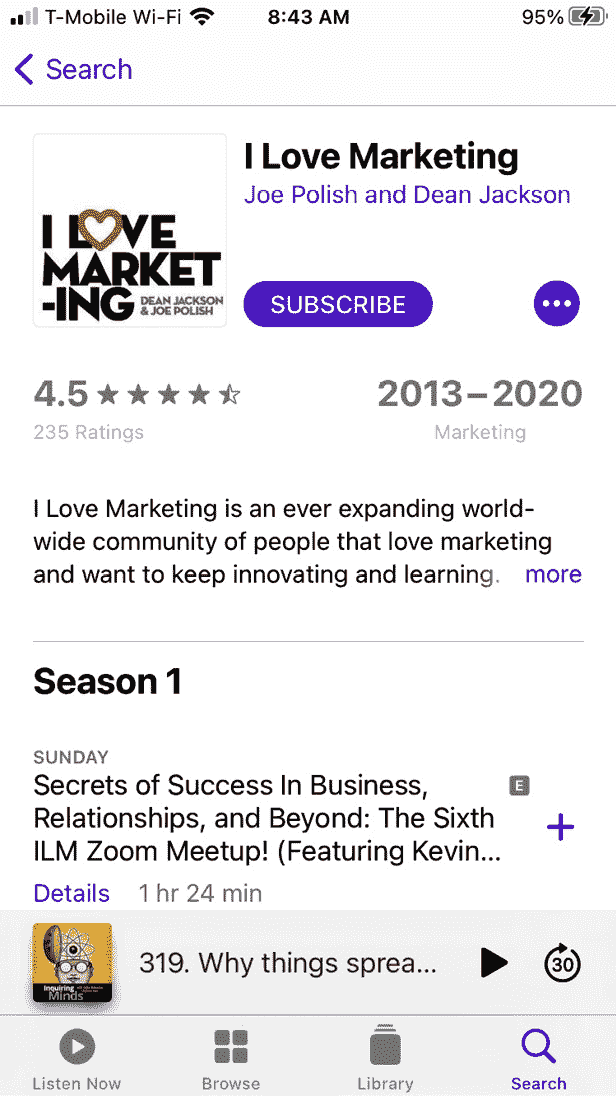 T-Mobile Wi-Fi 8:43 AM 95%
Search
I Love Marketing
Joe Polish and Dean Jackson
I LOVE
MARKET
-ING DEAN JACKSON
& JOE POLISH
SUBSCRIBE
4.5 2013–2020
235 Ratings Marketing
I Love Marketing is an ever expanding world-
wide community of people that love marketing
and want to keep innovating and learning. more
Season 1
SUNDAY
Secrets of Success In Business, E
Relationships, and Beyond: The Sixth
ILM Zoom Meetup! (Featuring Kevin...
Details 1 hr 24 min
Inquiring
Minds
319. Why things sprea... 30
Listen Now Browse Library Search